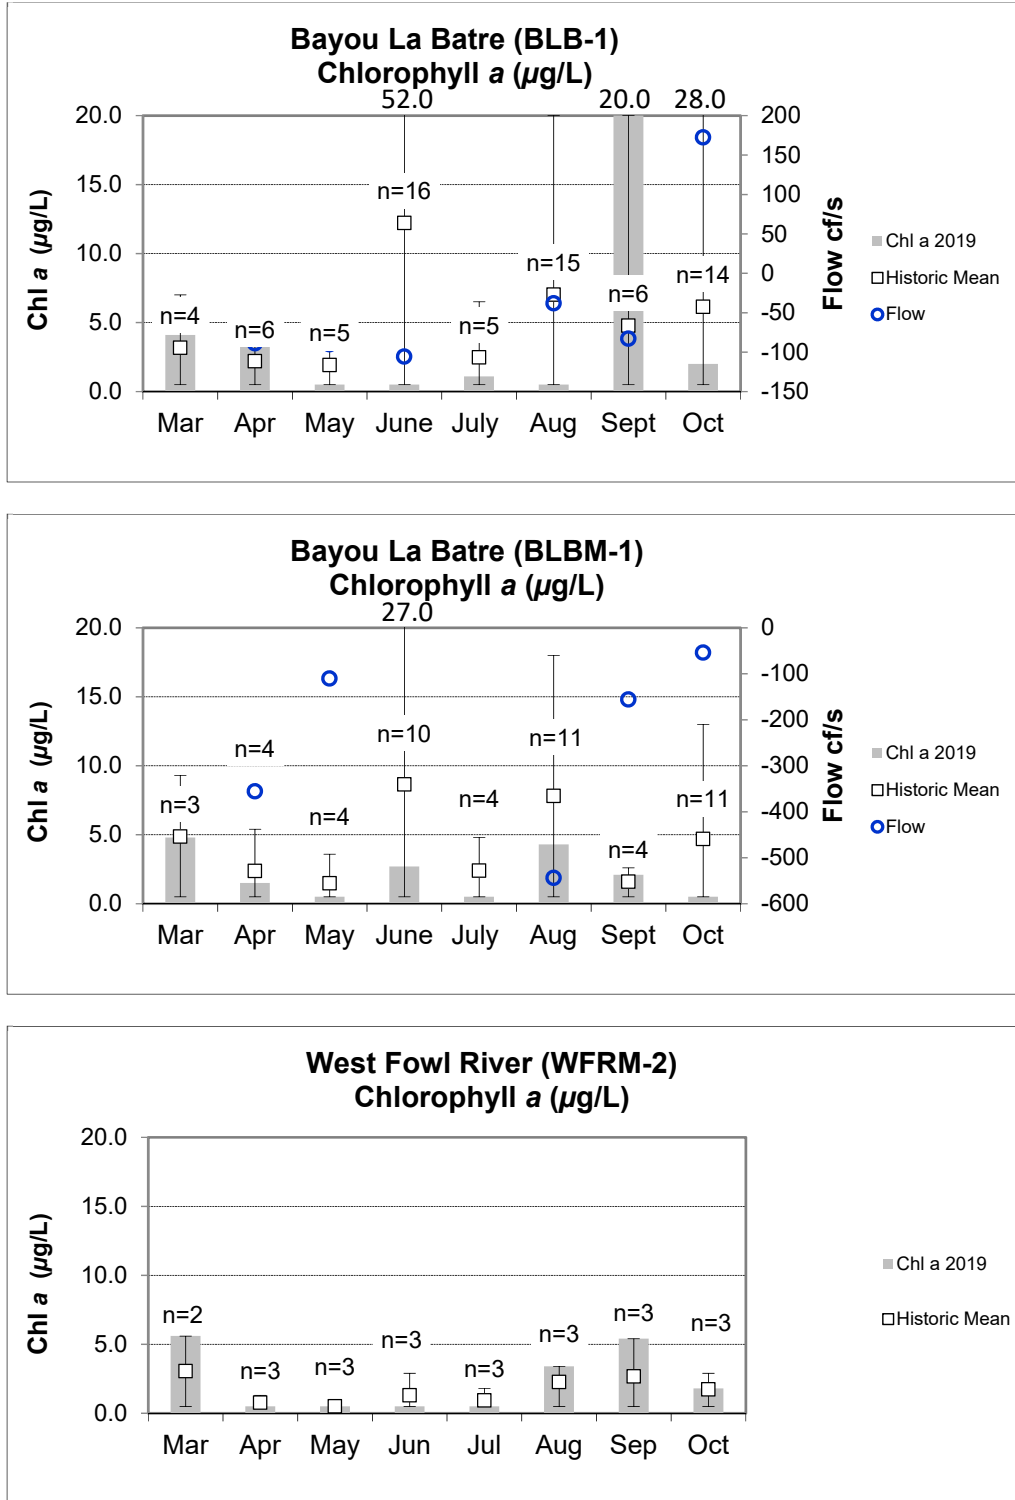 Bayou La Batre (BLB-1)
Chlorophyll a (µg/L)
52.0 20.0 28.0
20.0 200
150
15.0 n=16 100
50
10.0 n=15 0
n=14
n=4 n=6 n=5 n=5 n=6
5.0 -50
-100
0.0 -150
Mar Apr May June July Aug Sept Oct
Chl a (µg/L)
Flow cf/s
Chl a 2019
Historic Mean
Flow
Bayou La Batre (BLBM-1)
Chlorophyll a (µg/L)
27.0
20.0 0
-100
15.0 -200
n=4 n=10 n=11
10.0 -300
n=3 n=4 n=4 n=11
-400
5.0 n=4
-500
0.0 -600
Mar Apr May June July Aug Sept Oct
Chl a (µg/L)
Flow cf/s
Chl a 2019
Historic Mean
Flow
West Fowl River (WFRM-2)
Chlorophyll a (µg/L)
20.0
15.0
10.0
n=2 n=3 n=3 n=3 n=3 n=3 n=3 n=3
5.0
0.0
Mar Apr May Jun Jul Aug Sep Oct
Chl a (µg/L)
Chl a 2019
Historic Mean